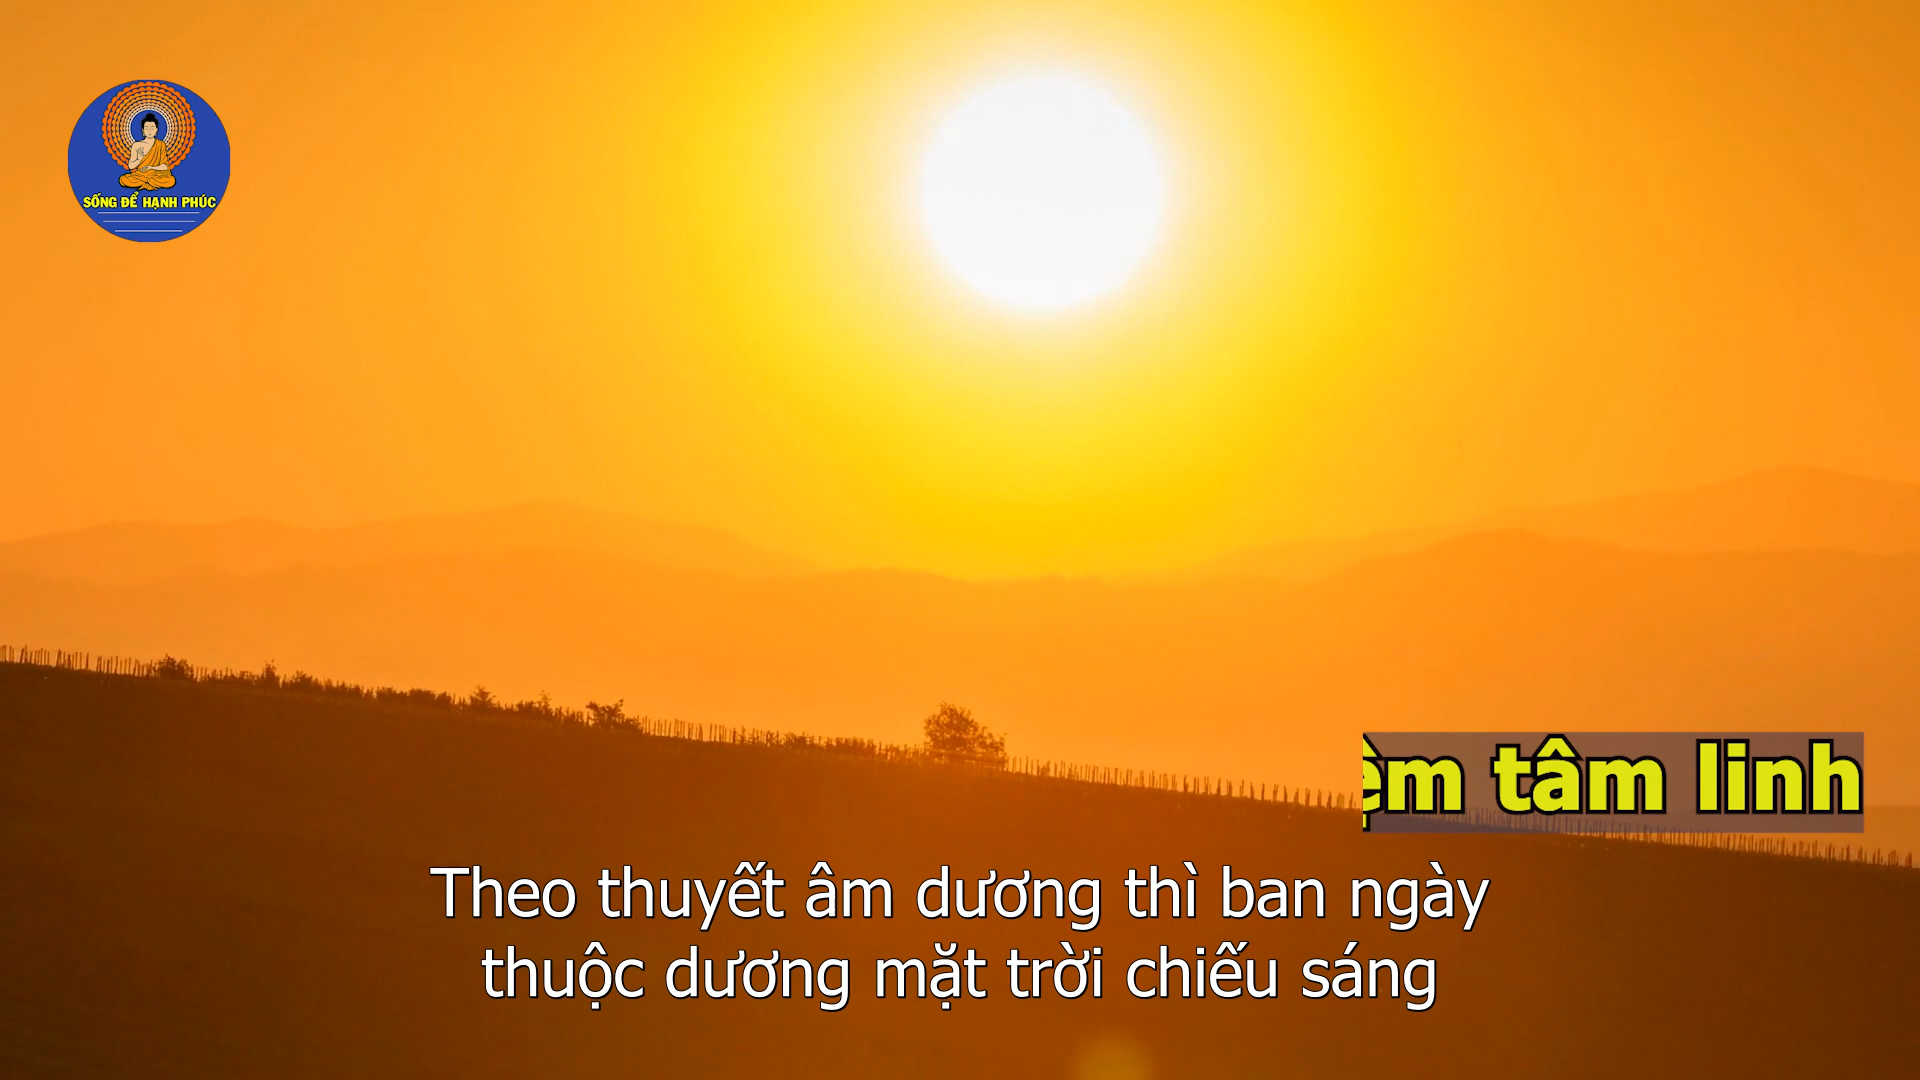 SỐNG ĐỂ HẠNH PHÚC
tâm linh
Theo thuyết âm dương thì ban ngày
thuộc dương mặt trời chiếu sáng